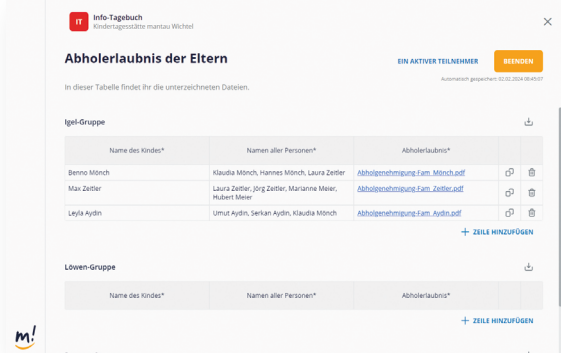 IT
Info-Tagebuch
Kindertagesstätte mantau Wichtel
Abholerlaubnis der Eltern
EIN AKTIVER TEILNEHMER
BEENDEN
Automatisch gespeichert: 02.02.2024 08:45:07
In dieser Tabelle findet ihr die unterzeichneten Dateien.
Igel-Gruppe
Name des Kindes* Namen aller Personen* Abholerlaubnis*
Benno Mönch Klaudia Mönch, Hannes Mönch, Laura Zeitler Abholgenehmigung-Fam_Mönch.pdf
Max Zeitler Laura Zeitler, Jörg Zeitler, Marianne Meier, Abholgenehmigung-Fam_Zeitler.pdf
Hubert Meier
Leyla Aydin Umut Aydin, Serkan Aydin, Klaudia Mönch Abholgenehmigung-Fam_Aydin.pdf
ZEILE HINZUFÜGEN
Löwen-Gruppe
Name des Kindes* Namen aller Personen* Abholerlaubnis*
ZEILE HINZUFÜGEN
m!